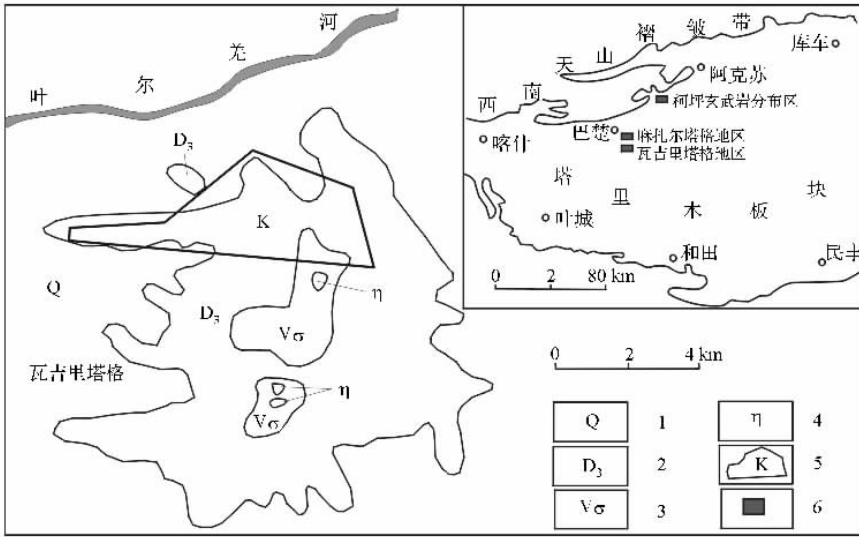 叶尔羌河
D₃
K
Q
D₃
η
Vσ
瓦吉里塔格
η
Vσ
西南天山褶皱带
库车
阿克苏
柯坪玄武岩分布区
巴楚
麻扎尔塔格地区
瓦吉里塔格地区
喀什
塔里木板块
叶城
和田
民丰
0 2 80 km
0 2 4 km
Q 1
D₃ 2
Vσ 3
η 4
K 5
6